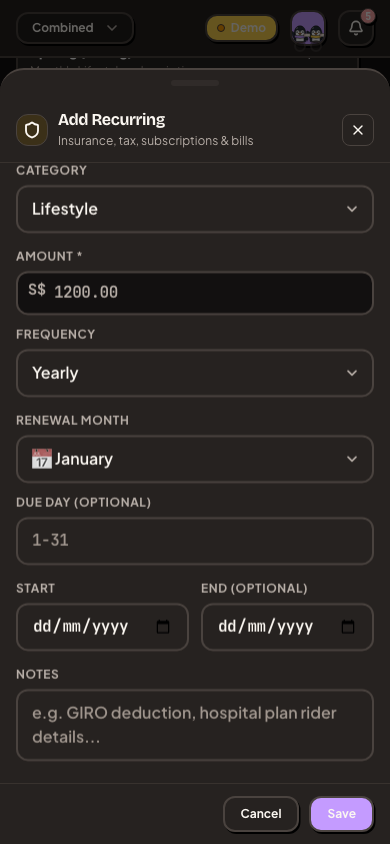 Combined
Demo
5
Add Recurring
Insurance, tax, subscriptions & bills
CATEGORY
Lifestyle
AMOUNT *
S$ 1200.00
FREQUENCY
Yearly
RENEWAL MONTH
17 January
DUE DAY (OPTIONAL)
1-31
START
END (OPTIONAL)
dd/mm/yyyy
dd/mm/yyyy
NOTES
e.g. GIRO deduction, hospital plan rider
details...
Cancel
Save